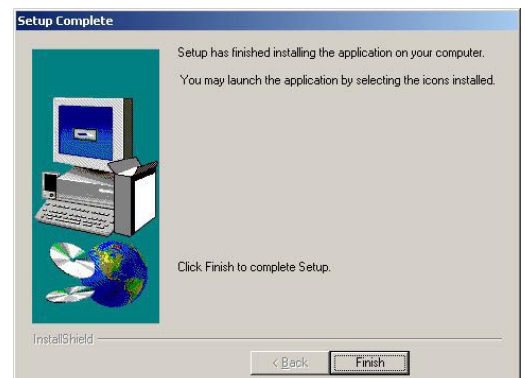 Setup Complete
Setup has finished installing the application on your computer.
You may launch the application by selecting the icons installed.
Click Finish to complete Setup.
InstallShield
< Back
Finish